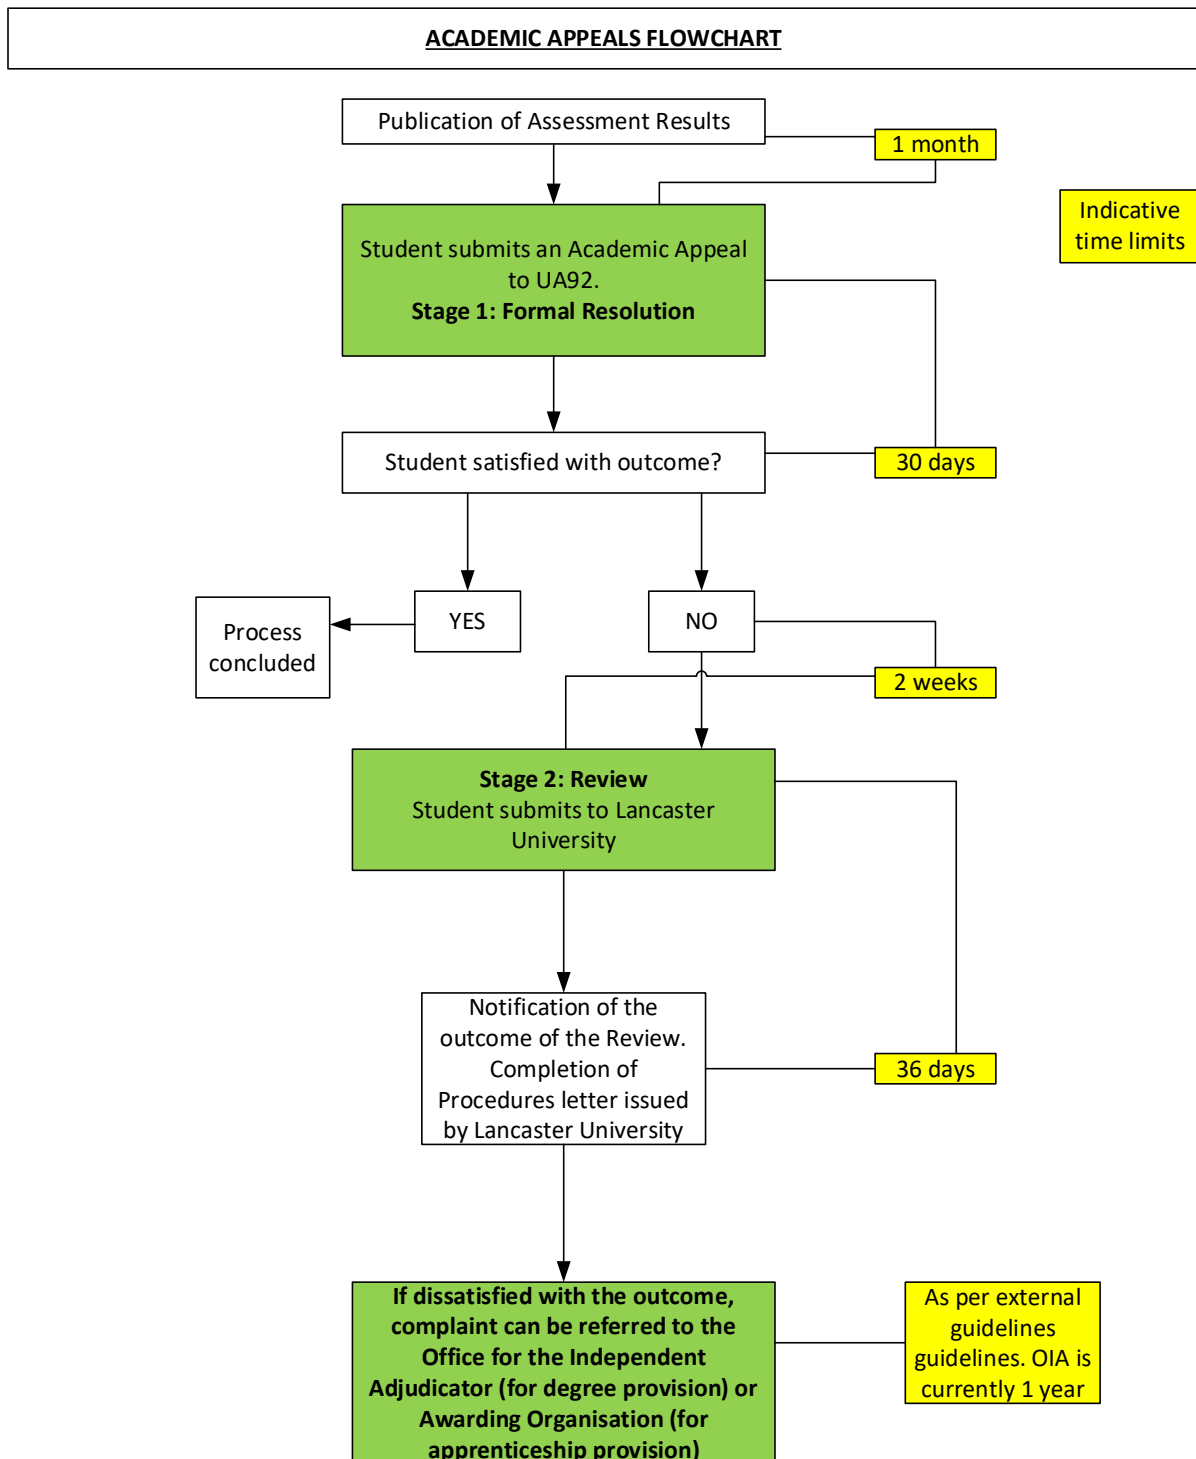 ACADEMIC APPEALS FLOWCHART
Publication of Assessment Results
1 month
Indicative
time limits
Student submits an Academic Appeal
to UA92.
Stage 1: Formal Resolution
Student satisfied with outcome?
30 days
YES
NO
Process
concluded
2 weeks
Stage 2: Review
Student submits to Lancaster
University
Notification of the
outcome of the Review.
Completion of
Procedures letter issued
by Lancaster University
36 days
If dissatisfied with the outcome,
complaint can be referred to the
Office for the Independent
Adjudicator (for degree provision) or
Awarding Organisation (for
apprenticeship provision)
As per external
guidelines
guidelines. OIA is
currently 1 year